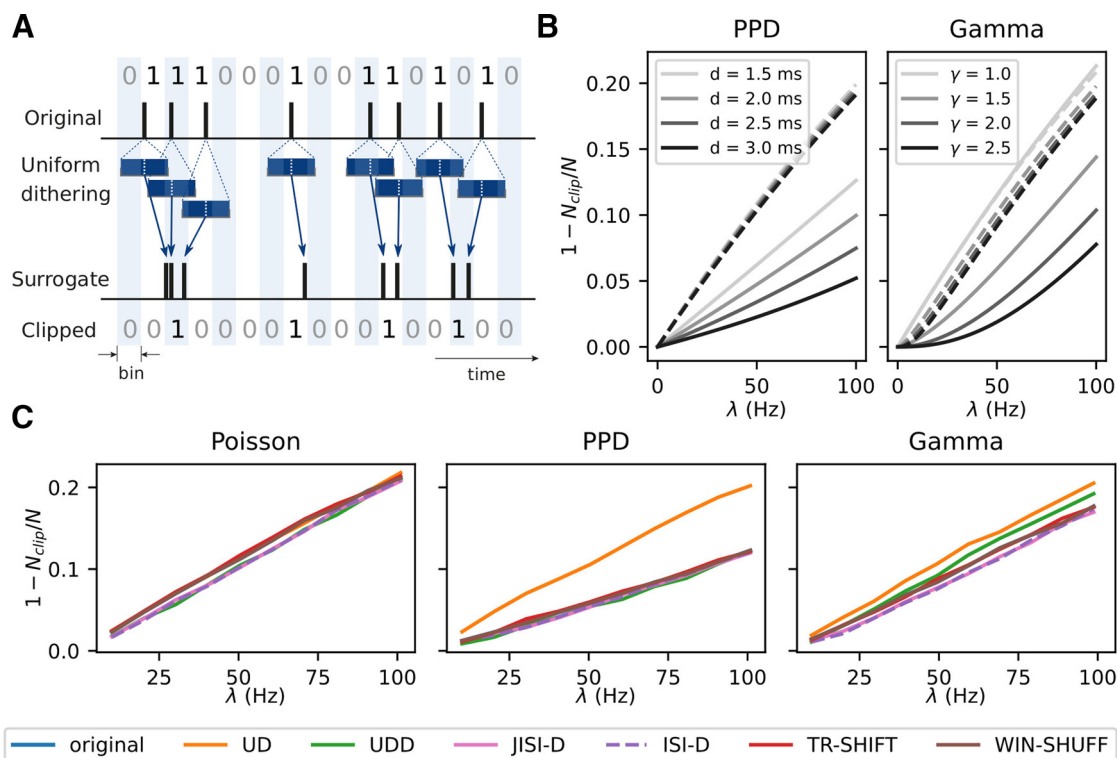 A
0 1 1 1 0 0 0 1 0 0 1 1 0 1 0 1 0
Original
Uniform
dithering
Surrogate
Clipped
0 0 1 0 0 0 0 1 0 0 0 1 0 0 1 0 0
bin
time
B
PPD
Gamma
1 − N_clip/N
0.20
0.15
0.10
0.05
0.00
d = 1.5 ms
d = 2.0 ms
d = 2.5 ms
d = 3.0 ms
γ = 1.0
γ = 1.5
γ = 2.0
γ = 2.5
0 50 100
0 50 100
λ (Hz)
λ (Hz)
C
Poisson
PPD
Gamma
1 − N_clip/N
0.2
0.1
0.0
25 50 75 100
25 50 75 100
25 50 75 100
λ (Hz)
λ (Hz)
λ (Hz)
original UD UDD JISI-D ISI-D TR-SHIFT WIN-SHUFF